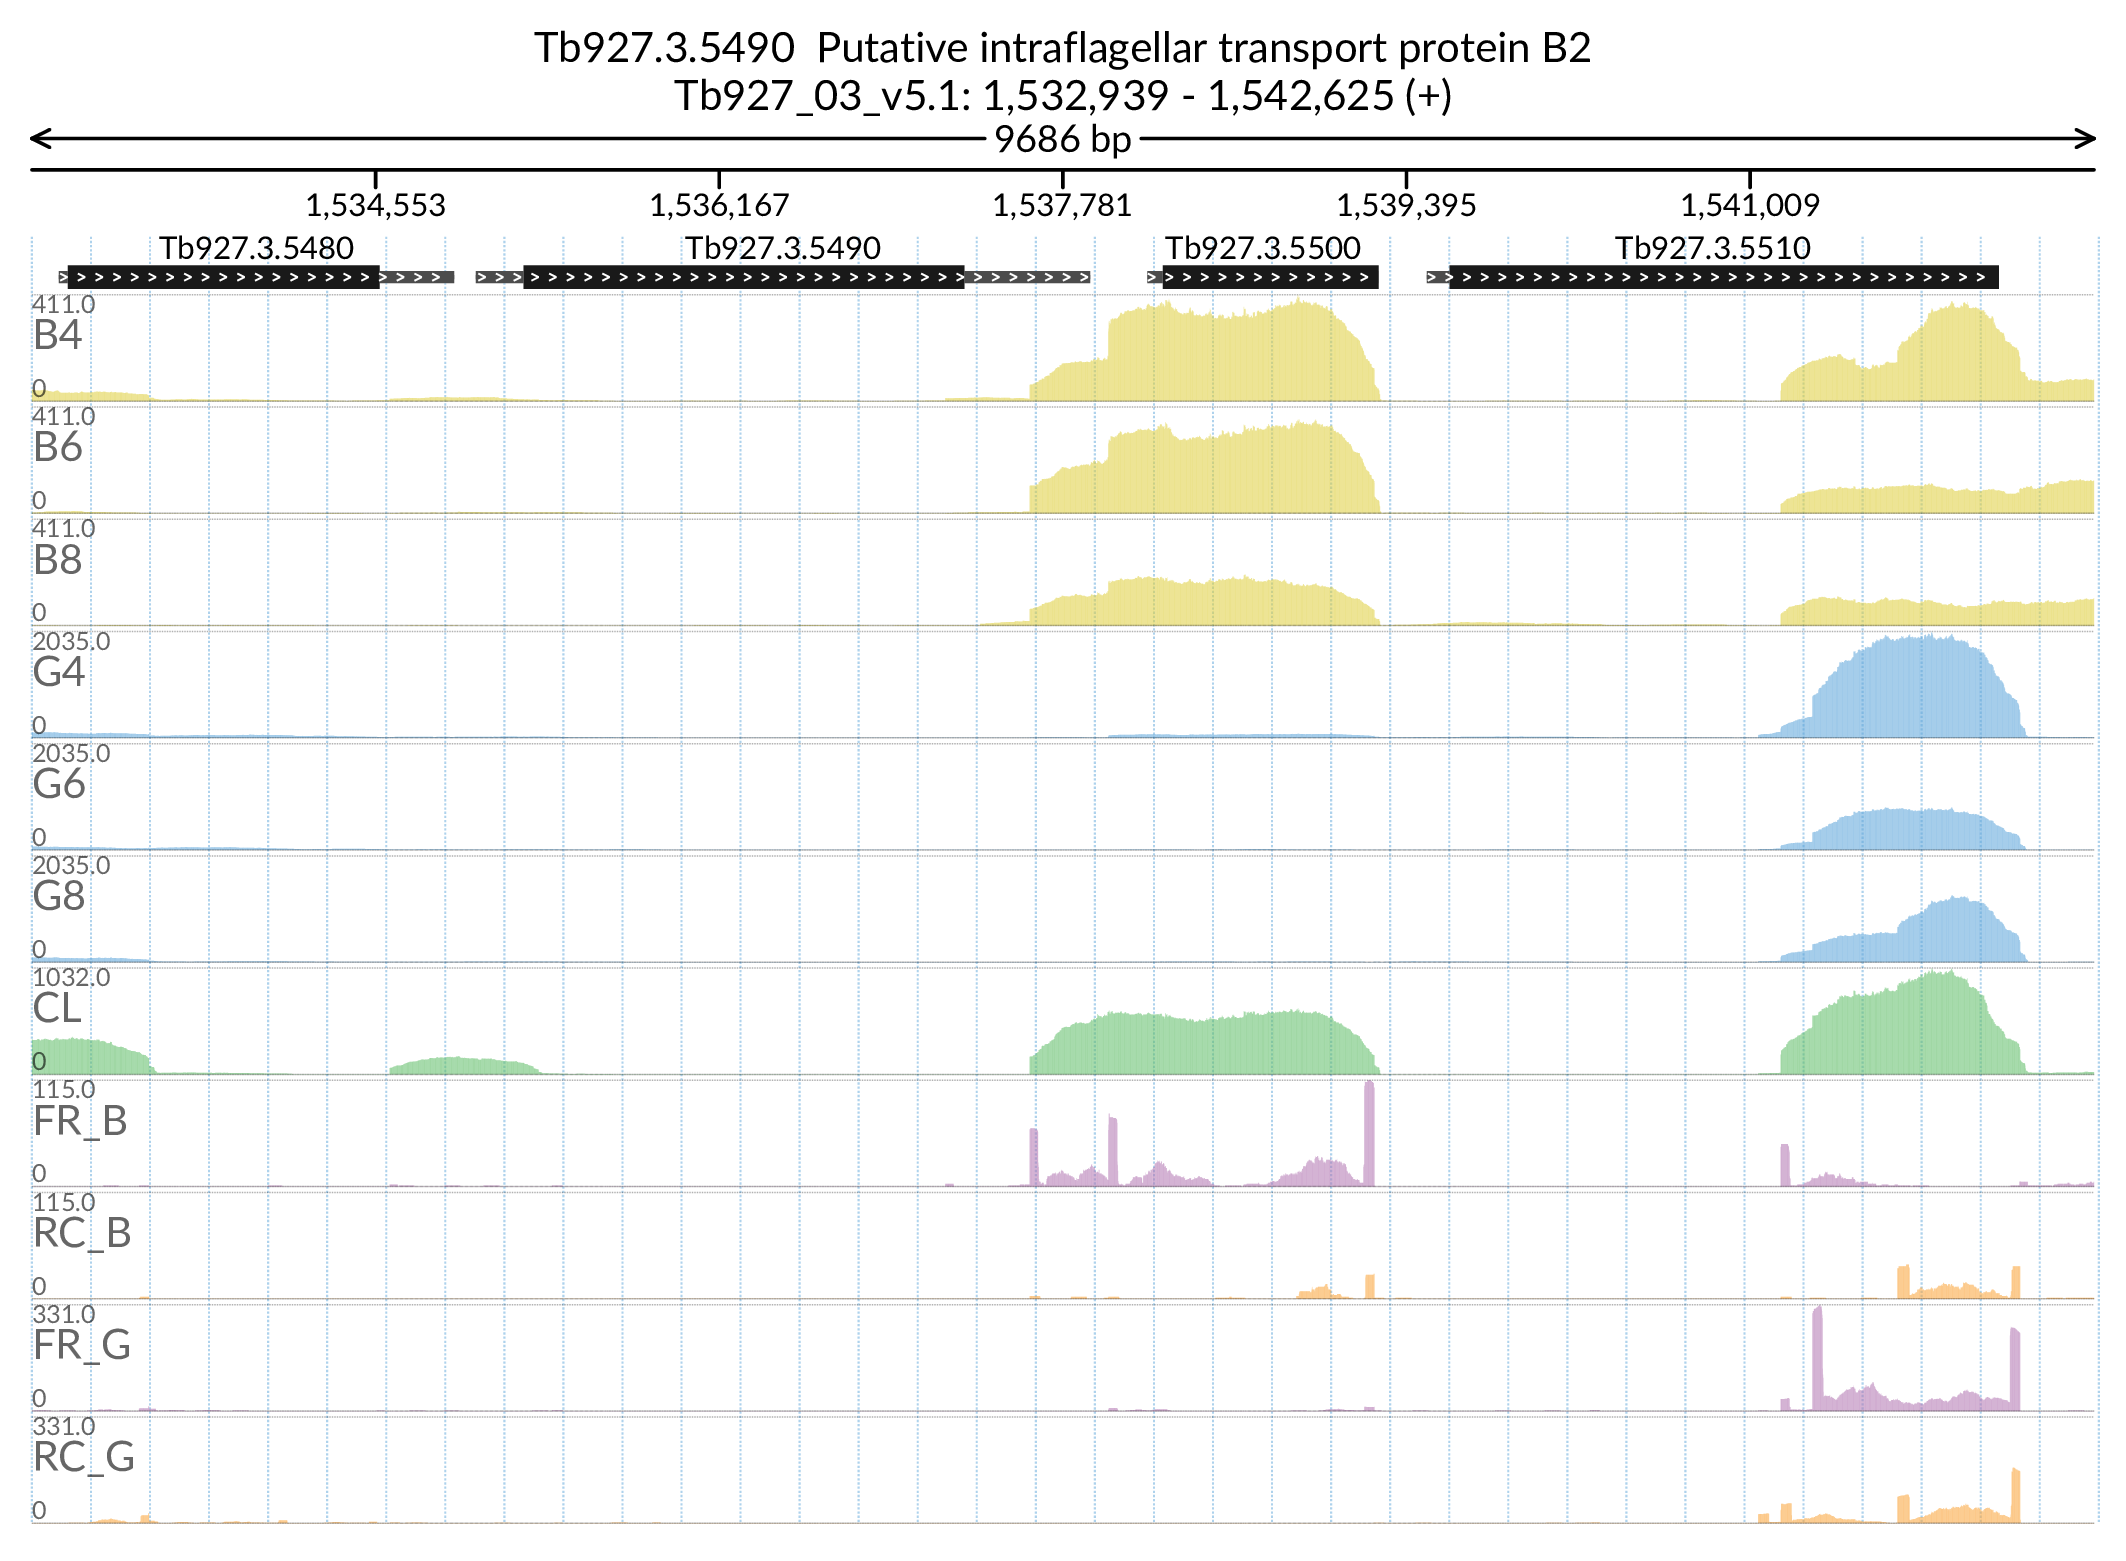 Tb927.3.5490 Putative intraflagellar transport protein B2
Tb927_03_v5.1: 1,532,939 - 1,542,625 (+)
9686 bp
1,534,553 1,536,167 1,537,781 1,539,395 1,541,009
Tb927.3.5480 Tb927.3.5490 Tb927.3.5500 Tb927.3.5510
411.0
B4
0
411.0
B6
0
411.0
B8
0
2035.0
G4
0
2035.0
G6
0
2035.0
G8
0
1032.0
CL
0
115.0
FR_B
0
115.0
RC_B
0
331.0
FR_G
0
331.0
RC_G
0